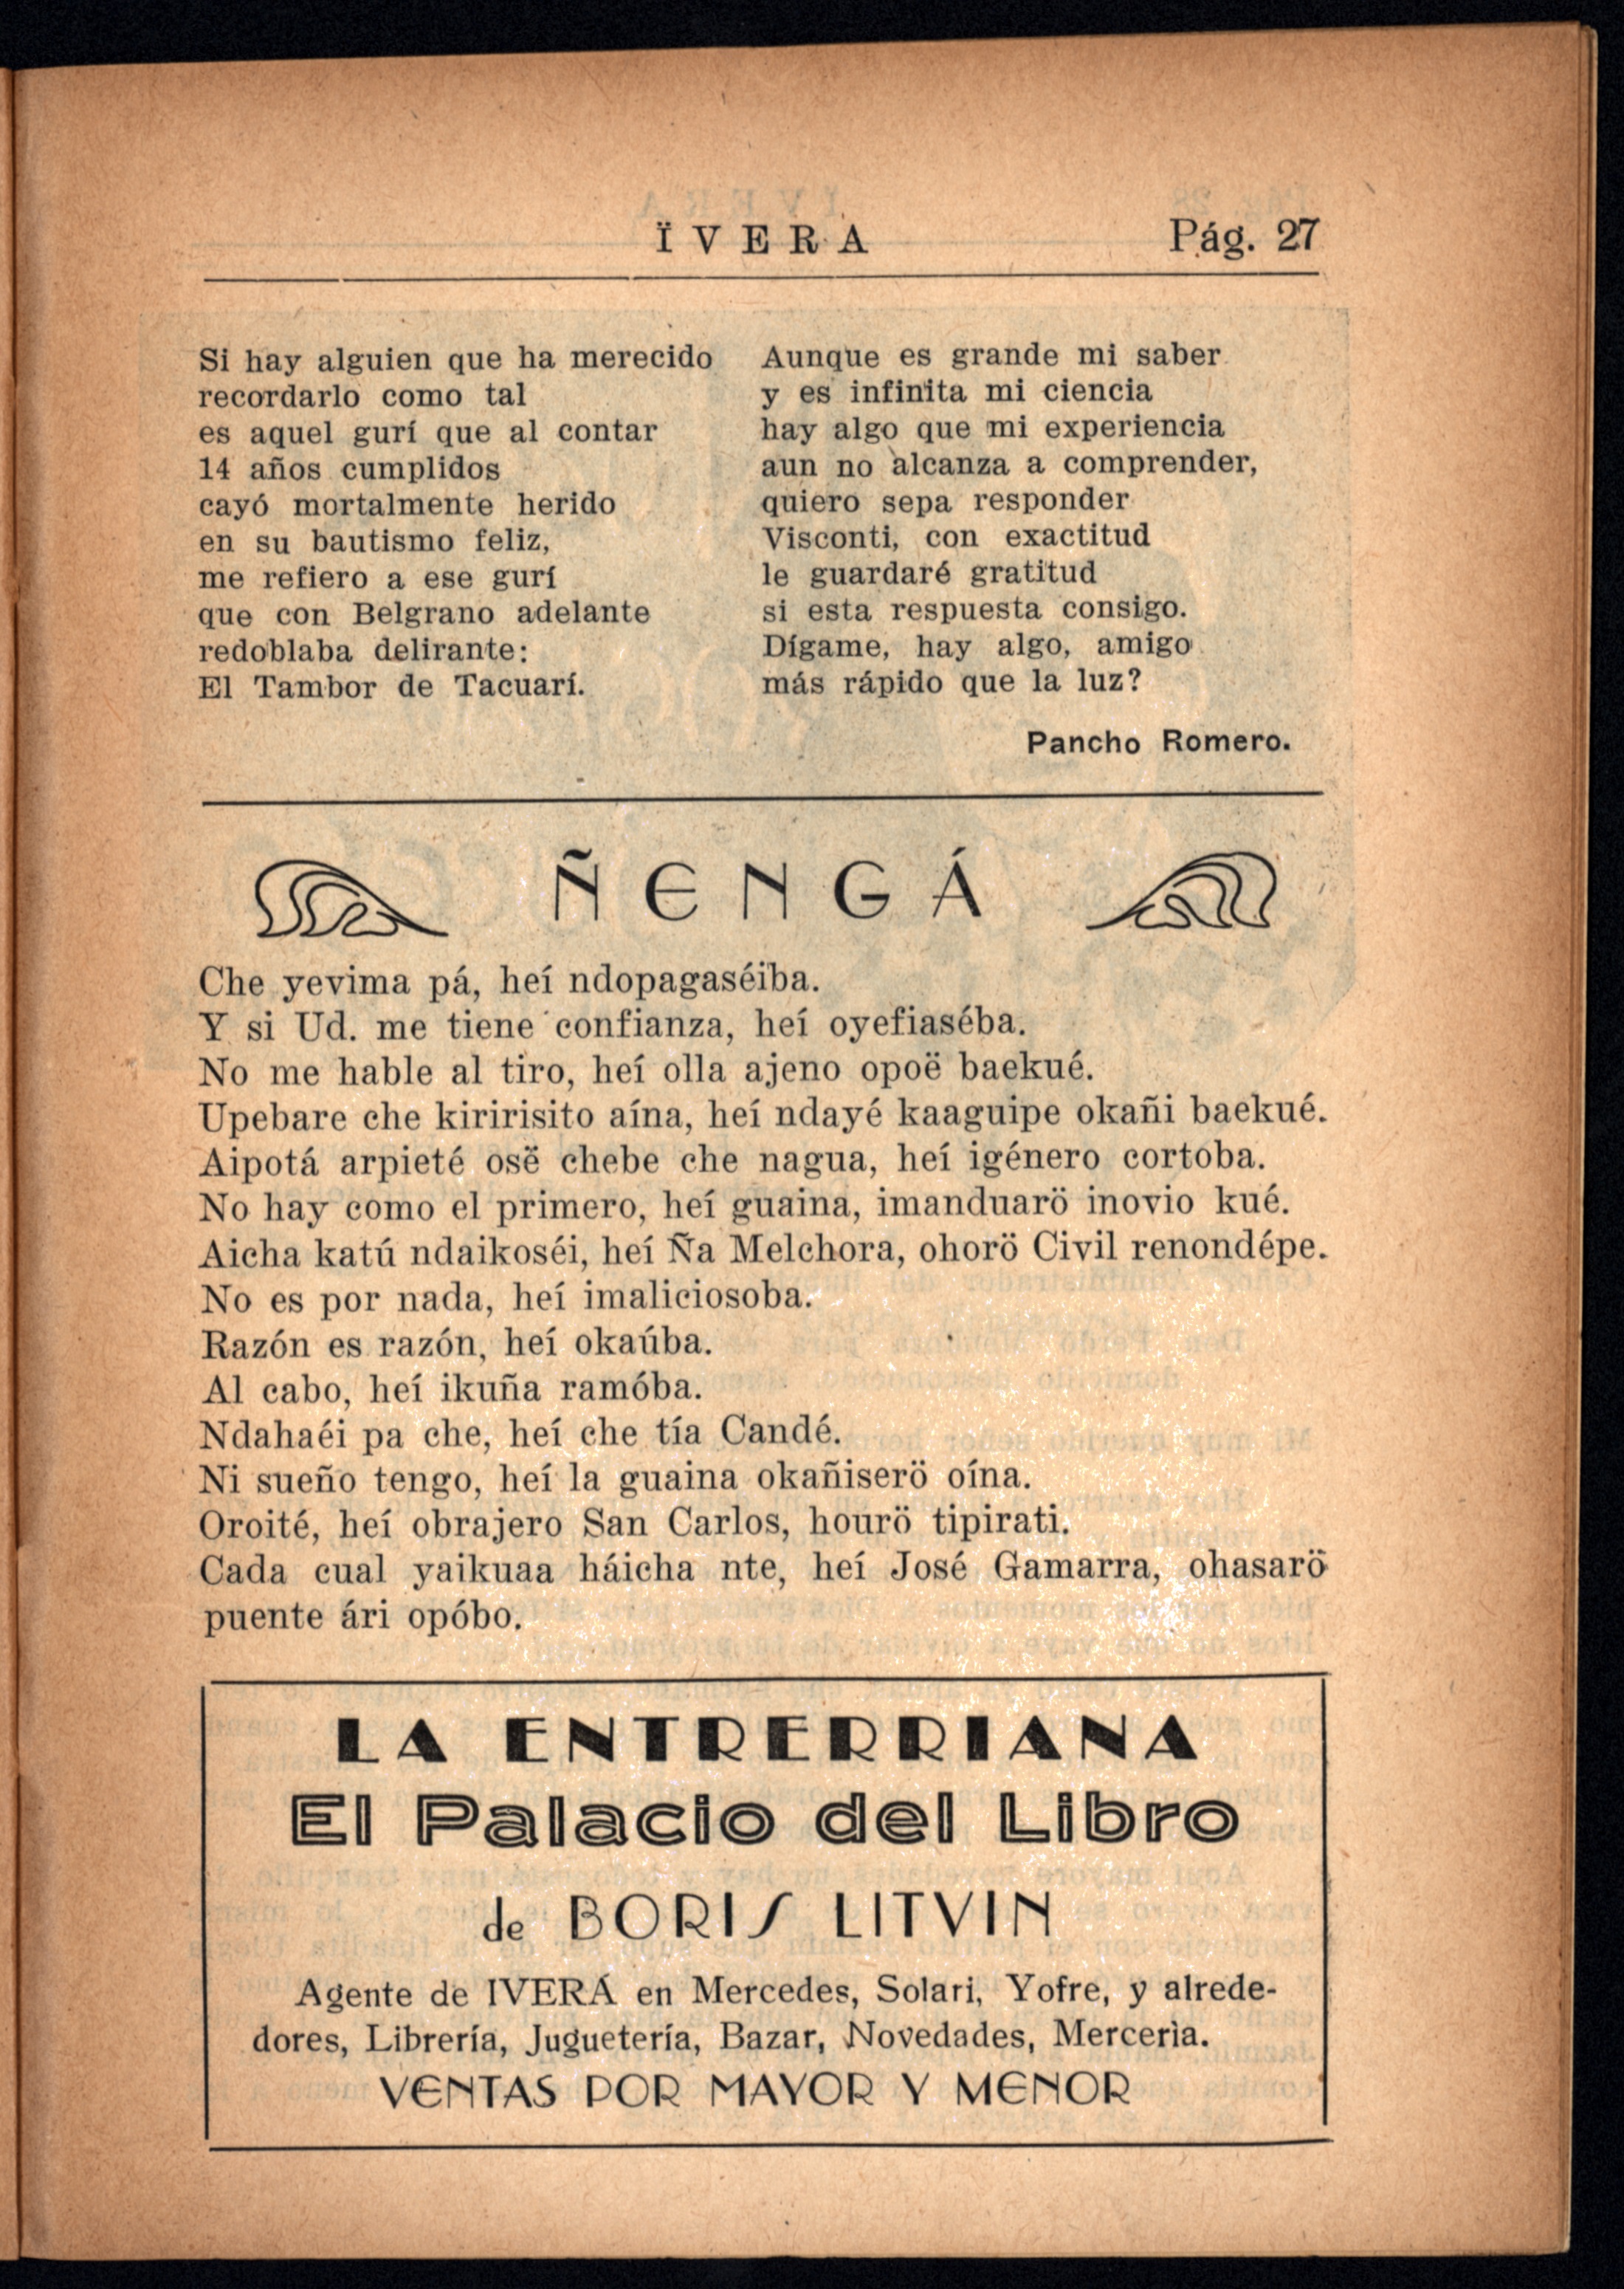 ÏVERA Pág. 27
Si hay alguien que ha merecido
recordarlo como tal
es aquel gurí que al contar
14 años cumplidos
cayó mortalmente herido
en su bautismo feliz,
me refiero a ese gurí
que con Belgrano adelante
redoblaba delirante:
El Tambor de Tacuarí.
Aunque es grande mi saber
y es infinita mi ciencia
hay algo que mi experiencia
aun no alcanza a comprender,
quiero sepa responder
Visconti, con exactitud
le guardaré gratitud
si esta respuesta consigo.
Dígame, hay algo, amigo
más rápido que la luz?
Pancho Romero.
ÑENGÁ
Che yevima pá, heí ndopagaséiba.
Y si Ud. me tiene confianza, heí oyefiaséba.
No me hable al tiro, heí olla ajeno opoë baekué.
Upebare che kiririsito aína, heí ndayé kaaguipe okañi baekué.
Aipotá arpieté osë chebe che nagua, heí igénero cortoba.
No hay como el primero, heí guaina, imanduarö inovio kué.
Aicha katú ndaikoséi, heí Ña Melchora, ohorö Civil renondépe.
No es por nada, heí imaliciosoba.
Razón es razón, heí okaúba.
Al cabo, heí ikuña ramóba.
Ndahaéi pa che, heí che tía Candé.
Ni sueño tengo, heí la guaina okañiserö oína.
Oroité, heí obrajero San Carlos, hourö tipirati.
Cada cual yaikuaa háicha nte, heí José Gamarra, ohasarö
puente ári opóbo.
LA ENTRERRIANA
El Palacio del Libro
de BORIS LITVIN
Agente de IVERÁ en Mercedes, Solari, Yofre, y alrede-
dores, Librería, Juguetería, Bazar, Novedades, Mercerìa.
VENTAS POR MAYOR Y MENOR